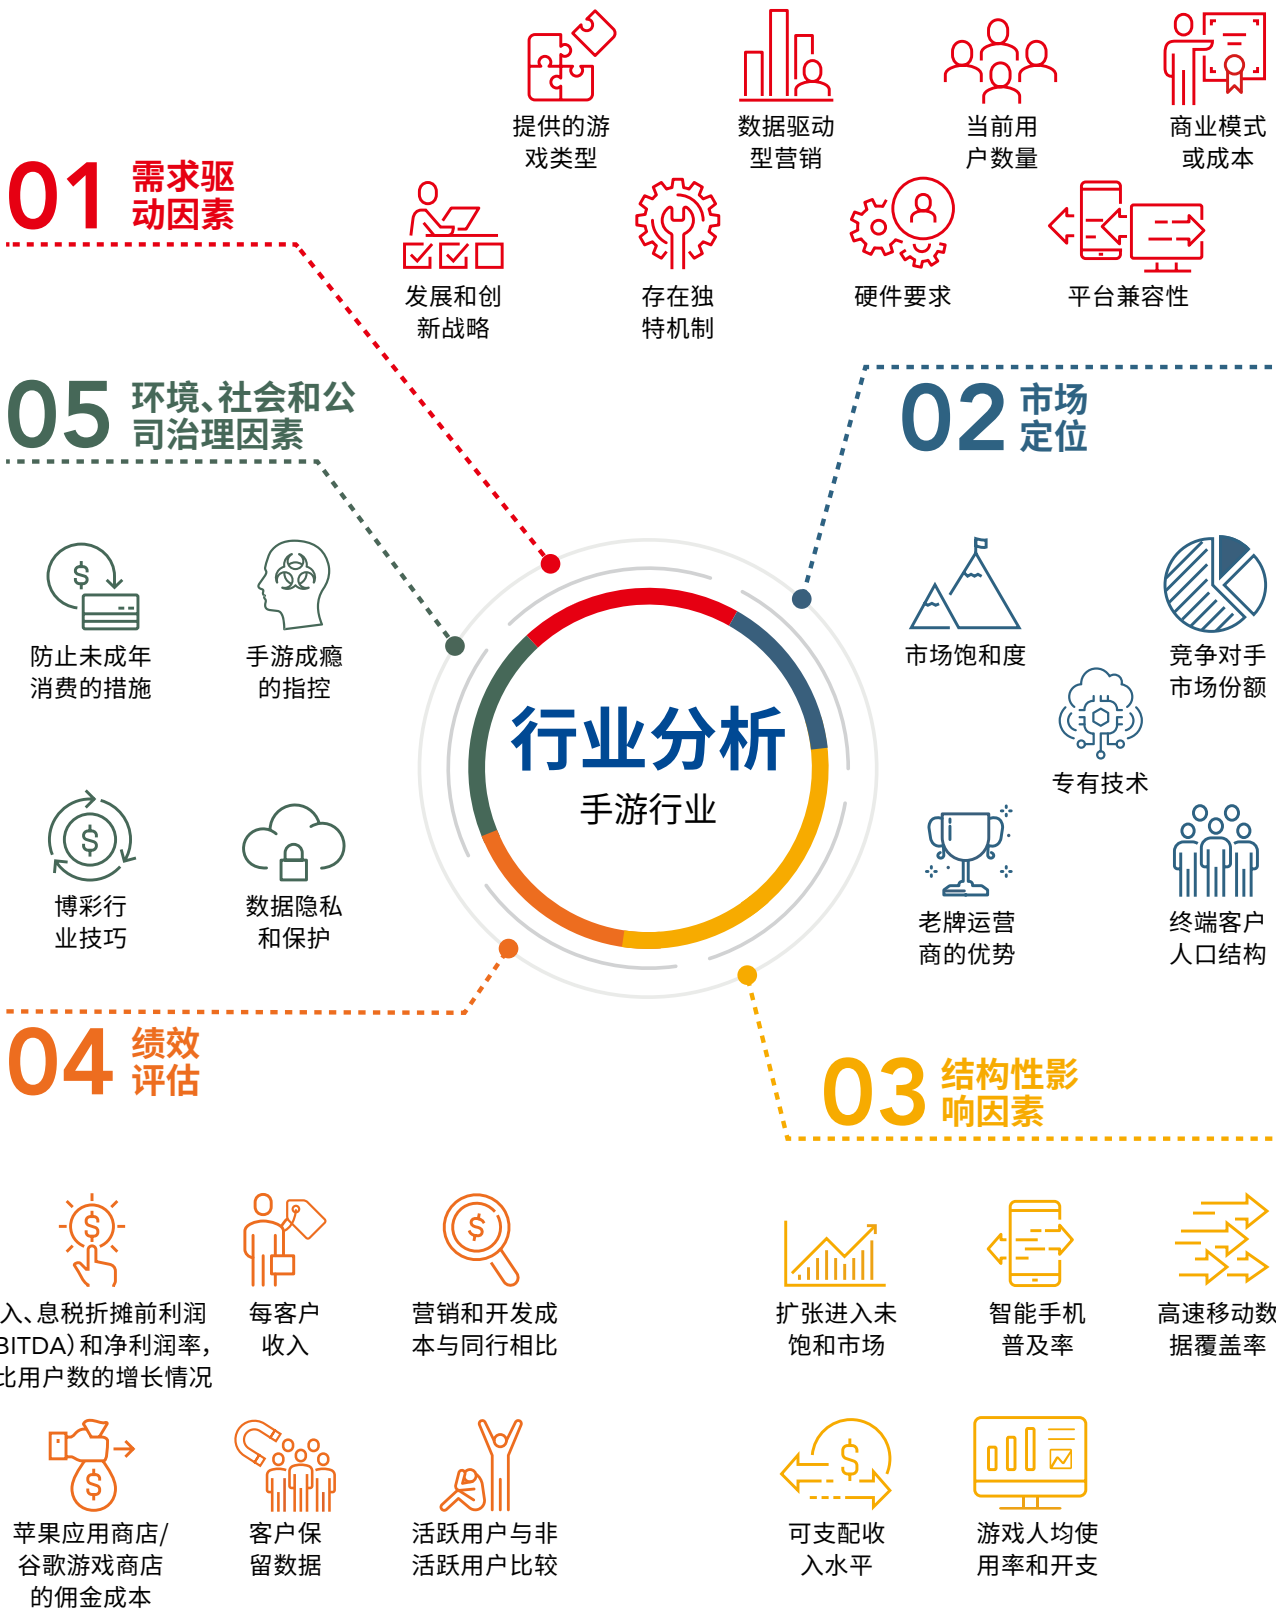 01
需求驱
动因素
提供的游
戏类型
数据驱动
型营销
当前用
户数量
商业模式
或成本
发展和创
新战略
存在独
特机制
硬件要求
平台兼容性
05
环境、社会和公
司治理因素
防止未成年
消费的措施
手游成瘾
的指控
博彩行
业技巧
数据隐私
和保护
行业分析
手游行业
02
市场
定位
市场饱和度
竞争对手
市场份额
专有技术
老牌运营
商的优势
终端客户
人口结构
04
绩效
评估
入、息税折摊前利润
BITDA）和净利润率，
比用户数的增长情况
每客户
收入
营销和开发成
本与同行相比
苹果应用商店/
谷歌游戏商店
的佣金成本
客户保
留数据
活跃用户与非
活跃用户比较
03
结构性影
响因素
扩张进入未
饱和市场
智能手机
普及率
高速移动数
据覆盖率
可支配收
入水平
游戏人均使
用率和开支